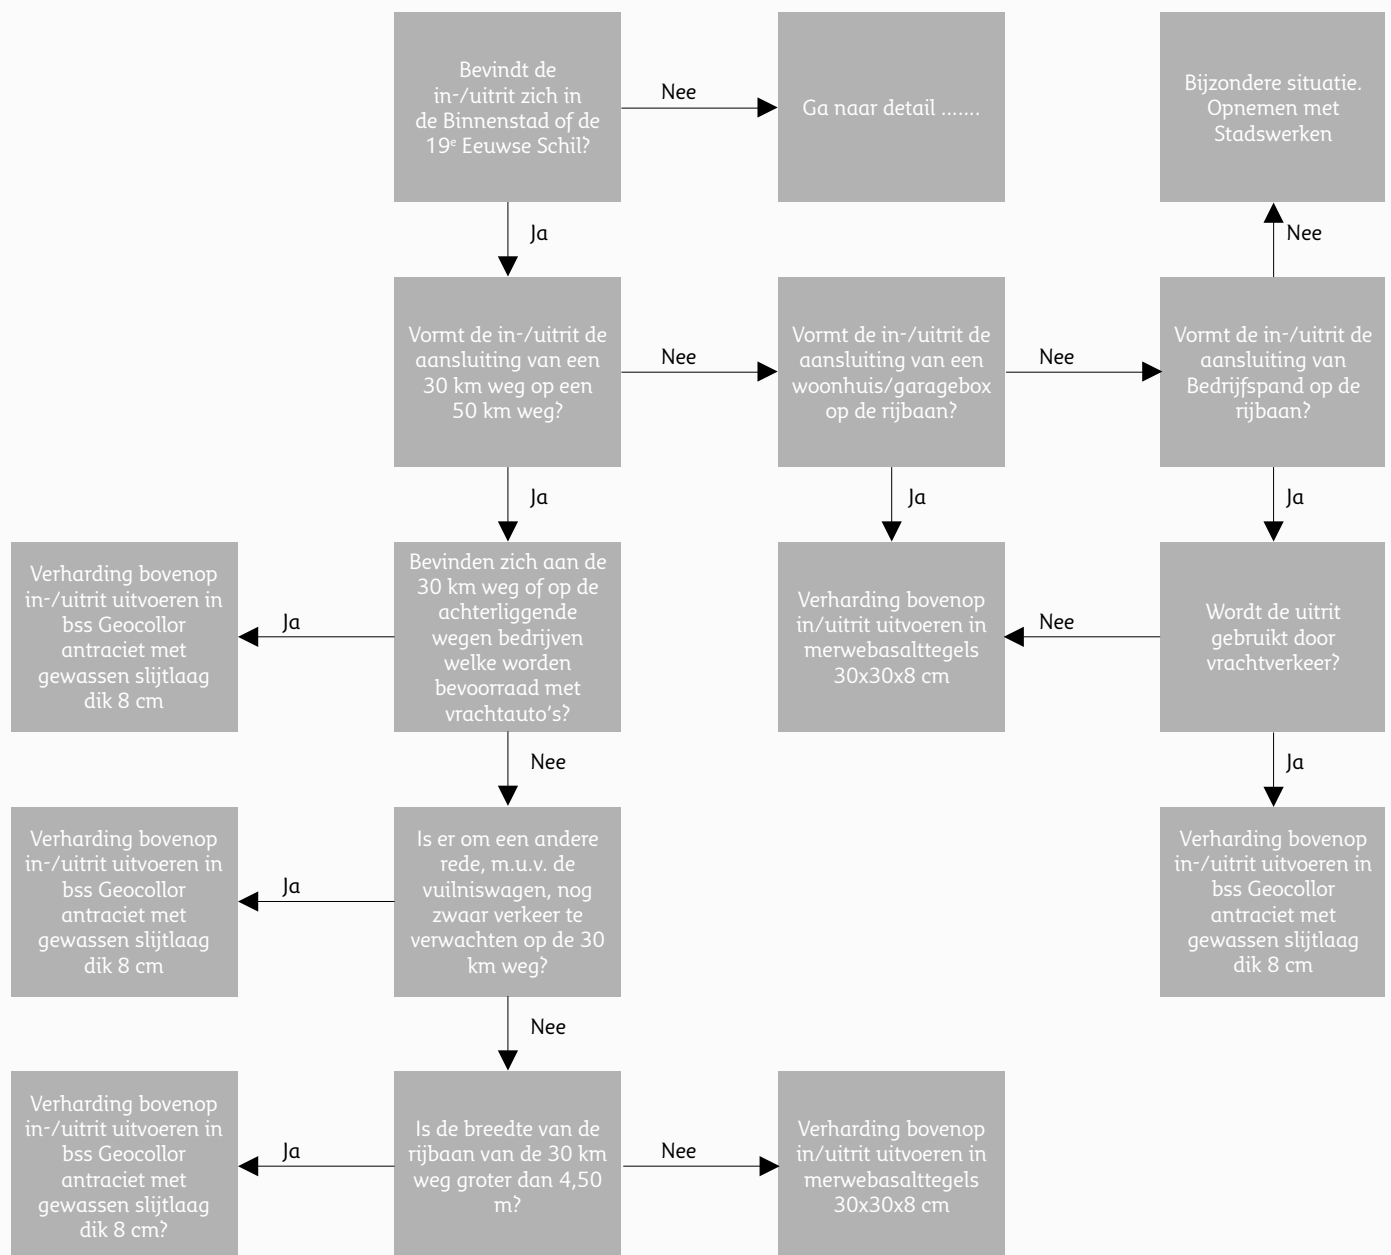 Bevindt de
in-/uitrit zich in
de Binnenstad of de
19e Eeuwse Schil?
Nee
Ga naar detail .......
Bijzondere situatie.
Opnemen met
Stadswerken
Ja
Nee
Vormt de in-/uitrit de
aansluiting van een
30 km weg op een
50 km weg?
Nee
Vormt de in-/uitrit de
aansluiting van een
woonhuis/garagebox
op de rijbaan?
Nee
Vormt de in-/uitrit de
aansluiting van
Bedrijfspand op de
rijbaan?
Ja
Ja
Ja
Verharding bovenop
in-/uitrit uitvoeren in
bss Geocollor
antraciet met
gewassen slijtlaag
dik 8 cm
Ja
Bevinden zich aan de
30 km weg of op de
achterliggende
wegen bedrijven
welke worden
bevoorraad met
vrachtauto's?
Verharding bovenop
in/uitrit uitvoeren in
merwebasalttegels
30x30x8 cm
Nee
Wordt de uitrit
gebruikt door
vrachtverkeer?
Nee
Ja
Verharding bovenop
in-/uitrit uitvoeren in
bss Geocollor
antraciet met
gewassen slijtlaag
dik 8 cm
Ja
Is er om een andere
rede, m.u.v. de
vuilniswagen, nog
zwaar verkeer te
verwachten op de 30
km weg?
Verharding bovenop
in-/uitrit uitvoeren in
bss Geocollor
antraciet met
gewassen slijtlaag
dik 8 cm
Nee
Verharding bovenop
in-/uitrit uitvoeren in
bss Geocollor
antraciet met
gewassen slijtlaag
dik 8 cm?
Ja
Is de breedte van de
rijbaan van de 30 km
weg groter dan 4,50
m?
Nee
Verharding bovenop
in/uitrit uitvoeren in
merwebasalttegels
30x30x8 cm